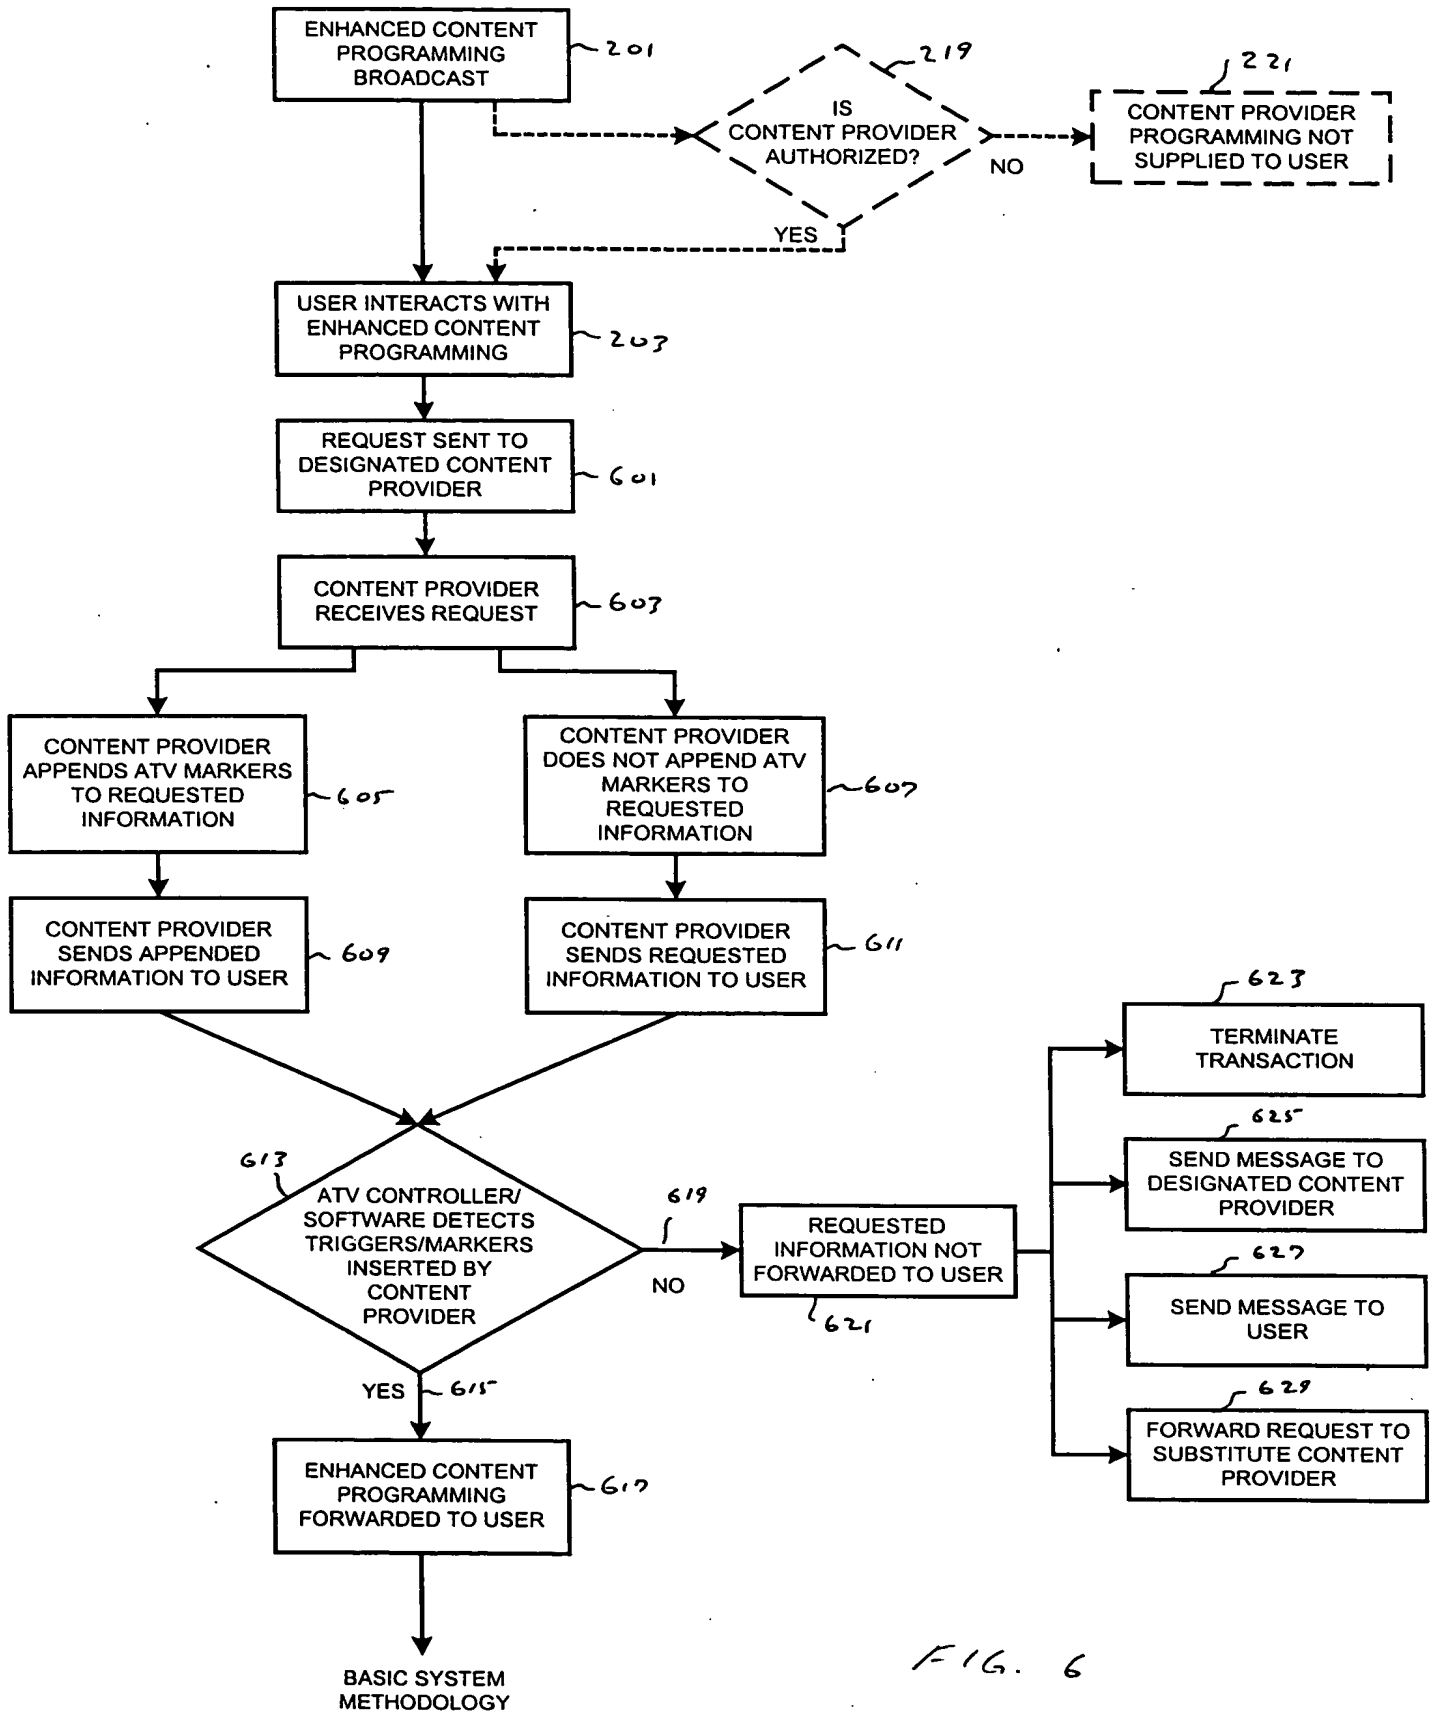 ENHANCED CONTENT
PROGRAMMING
BROADCAST
201
IS
CONTENT PROVIDER
AUTHORIZED?
219
NO
YES
CONTENT PROVIDER
PROGRAMMING NOT
SUPPLIED TO USER
221
USER INTERACTS WITH
ENHANCED CONTENT
PROGRAMMING
203
REQUEST SENT TO
DESIGNATED CONTENT
PROVIDER
601
CONTENT PROVIDER
RECEIVES REQUEST
603
CONTENT PROVIDER
APPENDS ATV MARKERS
TO REQUESTED
INFORMATION
605
CONTENT PROVIDER
DOES NOT APPEND ATV
MARKERS TO
REQUESTED
INFORMATION
607
CONTENT PROVIDER
SENDS APPENDED
INFORMATION TO USER
609
CONTENT PROVIDER
SENDS REQUESTED
INFORMATION TO USER
611
613
ATV CONTROLLER/
SOFTWARE DETECTS
TRIGGERS/MARKERS
INSERTED BY
CONTENT
PROVIDER
619
NO
REQUESTED
INFORMATION NOT
FORWARDED TO USER
621
623
TERMINATE
TRANSACTION
625
SEND MESSAGE TO
DESIGNATED CONTENT
PROVIDER
627
SEND MESSAGE TO
USER
629
FORWARD REQUEST TO
SUBSTITUTE CONTENT
PROVIDER
YES
615
ENHANCED CONTENT
PROGRAMMING
FORWARDED TO USER
617
BASIC SYSTEM
METHODOLOGY
FIG. 6